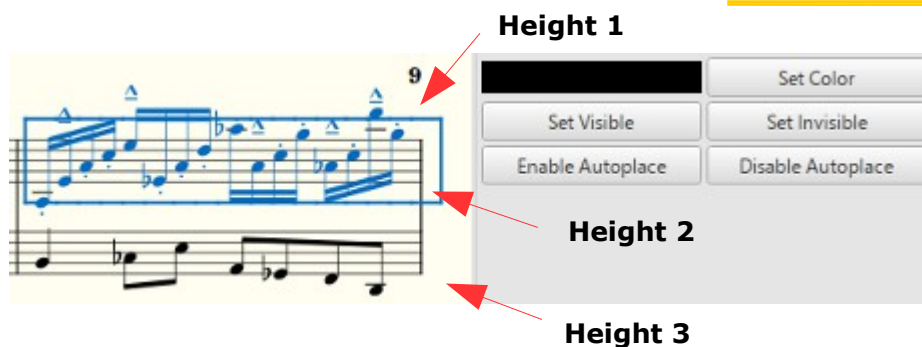 Height 1
9
Set Color
Set Visible
Set Invisible
Enable Autoplace
Disable Autoplace
Height 2
Height 3